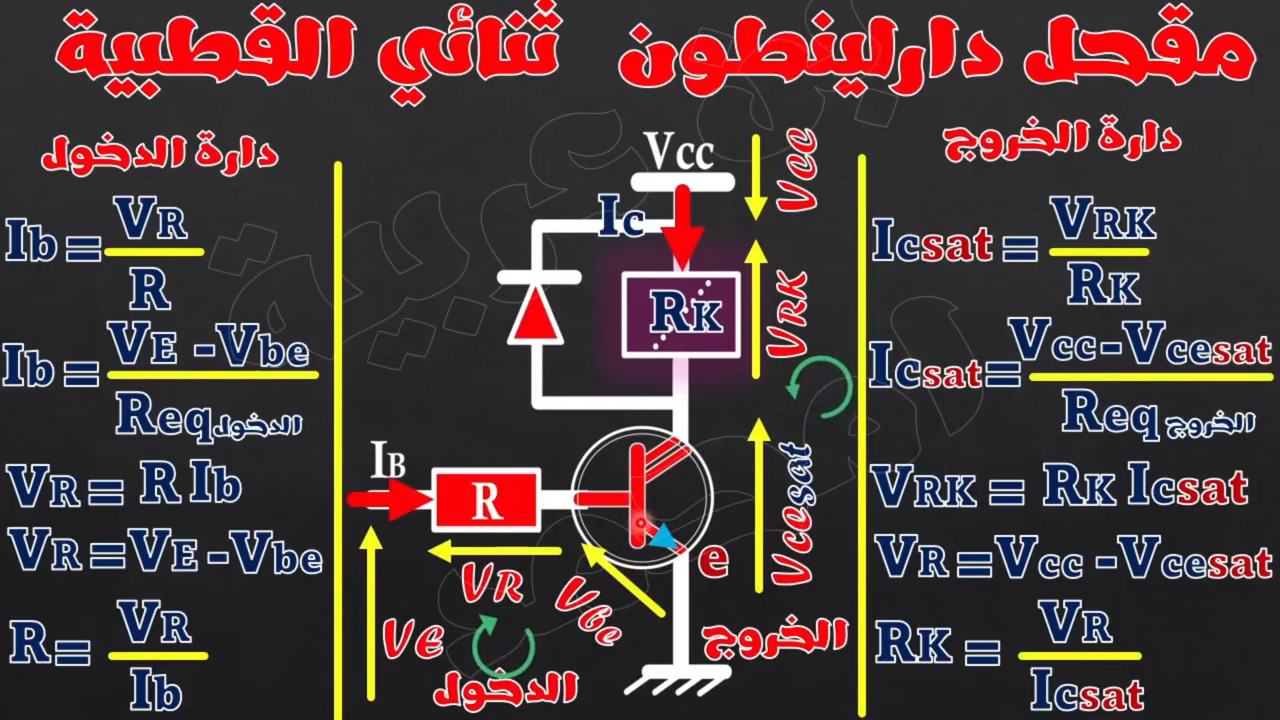 مقحل دارلينطون ثنائي القطبية
دارة الخروج
Icsat = VRK / RK
Icsat = Vcc - Vcesat / Req الخروج
VRK = RK Icsat
VR = Vcc - Vcesat
RK = VR / Icsat
Vcc
Vcc
Ic
RK
VRK
IB
R
Vcesat
e
VR
Vbe
VE
الدخول
الخروج
دارة الدخول
Ib = VR / R
Ib = VE - Vbe / Req الدخول
VR = R Ib
VR = VE - Vbe
R = VR / Ib